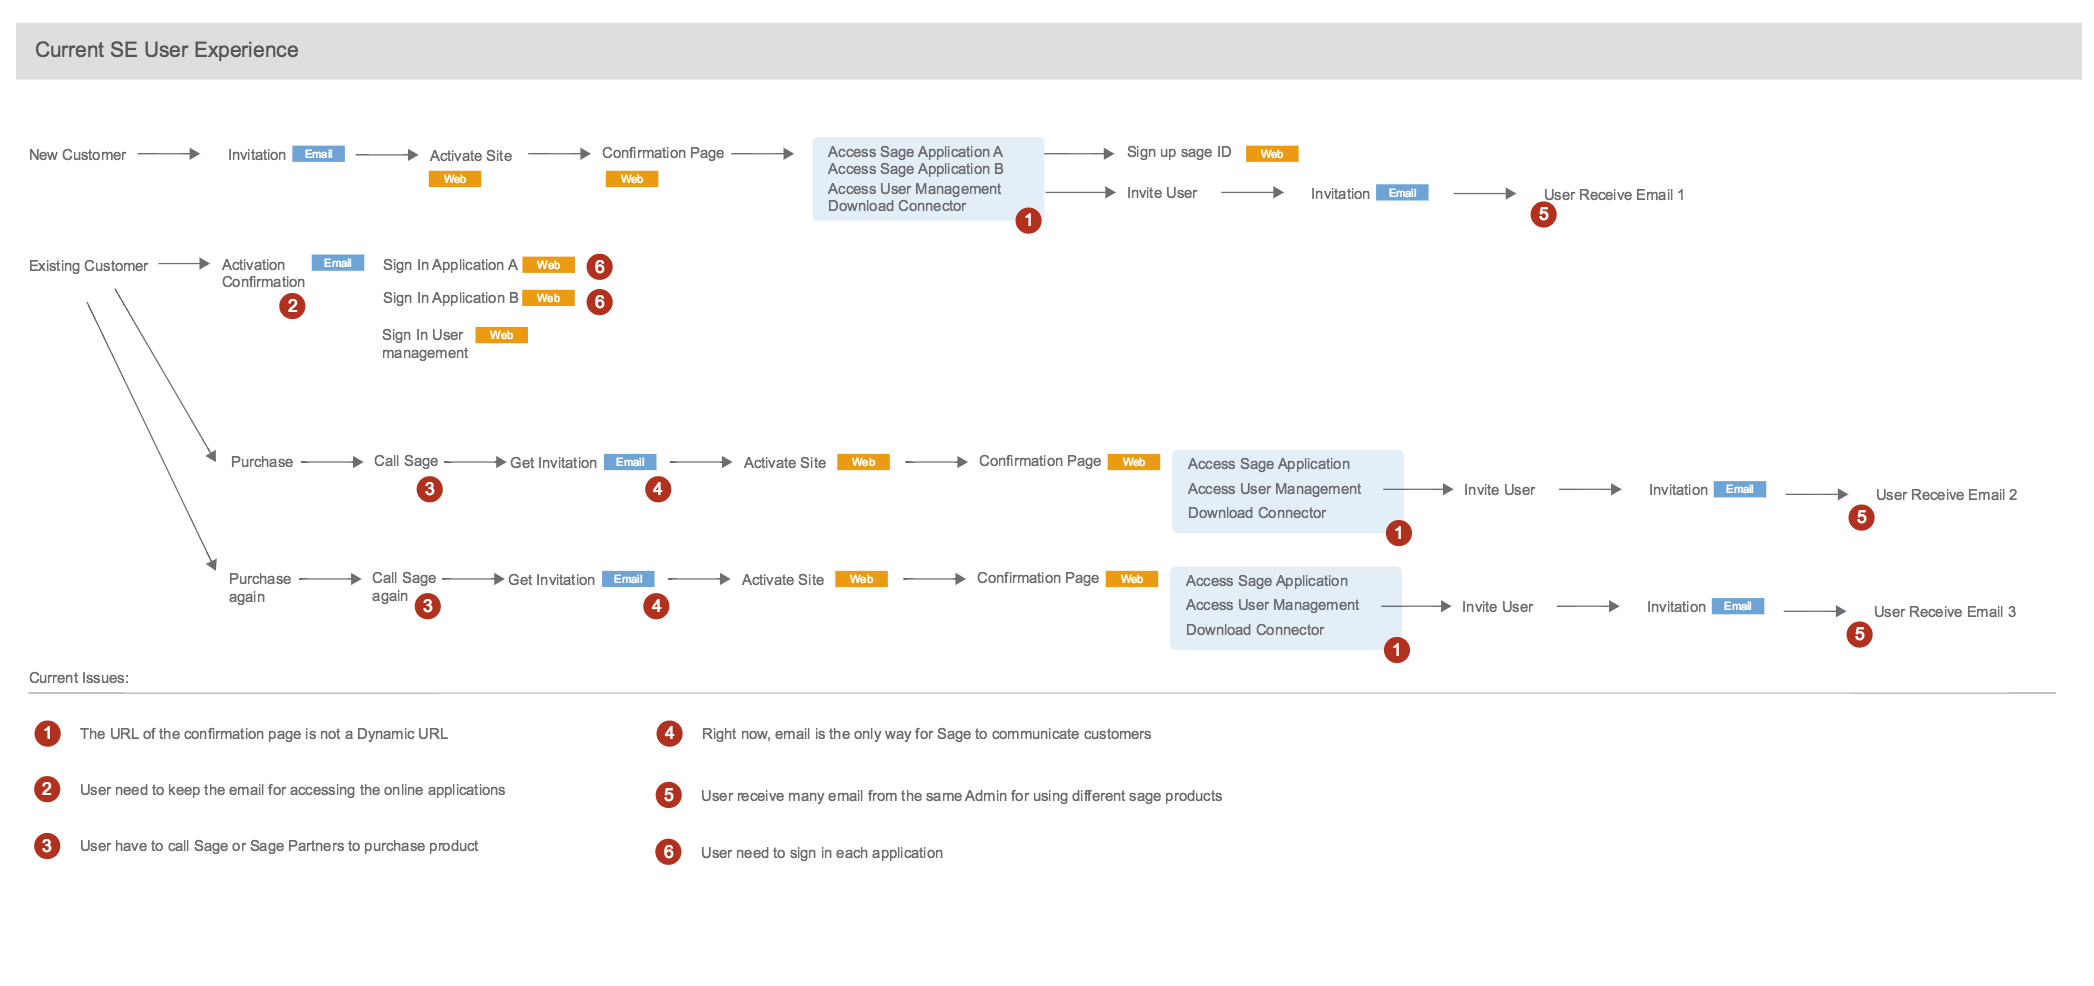 Current SE User Experience
New Customer
Invitation
Email
Activate Site
Web
Confirmation Page
Web
Access Sage Application A
Access Sage Application B
Access User Management
Download Connector
1
Sign up sage ID
Web
Invite User
Invitation
Email
User Receive Email 1
5
Existing Customer
Activation
Confirmation
Email
2
Sign In Application A
Web
6
Sign In Application B
Web
6
Sign In User
management
Web
Purchase
Call Sage
3
Get Invitation
Email
4
Activate Site
Web
Confirmation Page
Web
Access Sage Application
Access User Management
Download Connector
1
Invite User
Invitation
Email
User Receive Email 2
5
Purchase
again
Call Sage
again
3
Get Invitation
Email
4
Activate Site
Web
Confirmation Page
Web
Access Sage Application
Access User Management
Download Connector
1
Invite User
Invitation
Email
User Receive Email 3
5
Current Issues:
1 The URL of the confirmation page is not a Dynamic URL
2 User need to keep the email for accessing the online applications
3 User have to call Sage or Sage Partners to purchase product
4 Right now, email is the only way for Sage to communicate customers
5 User receive many email from the same Admin for using different sage products
6 User need to sign in each application